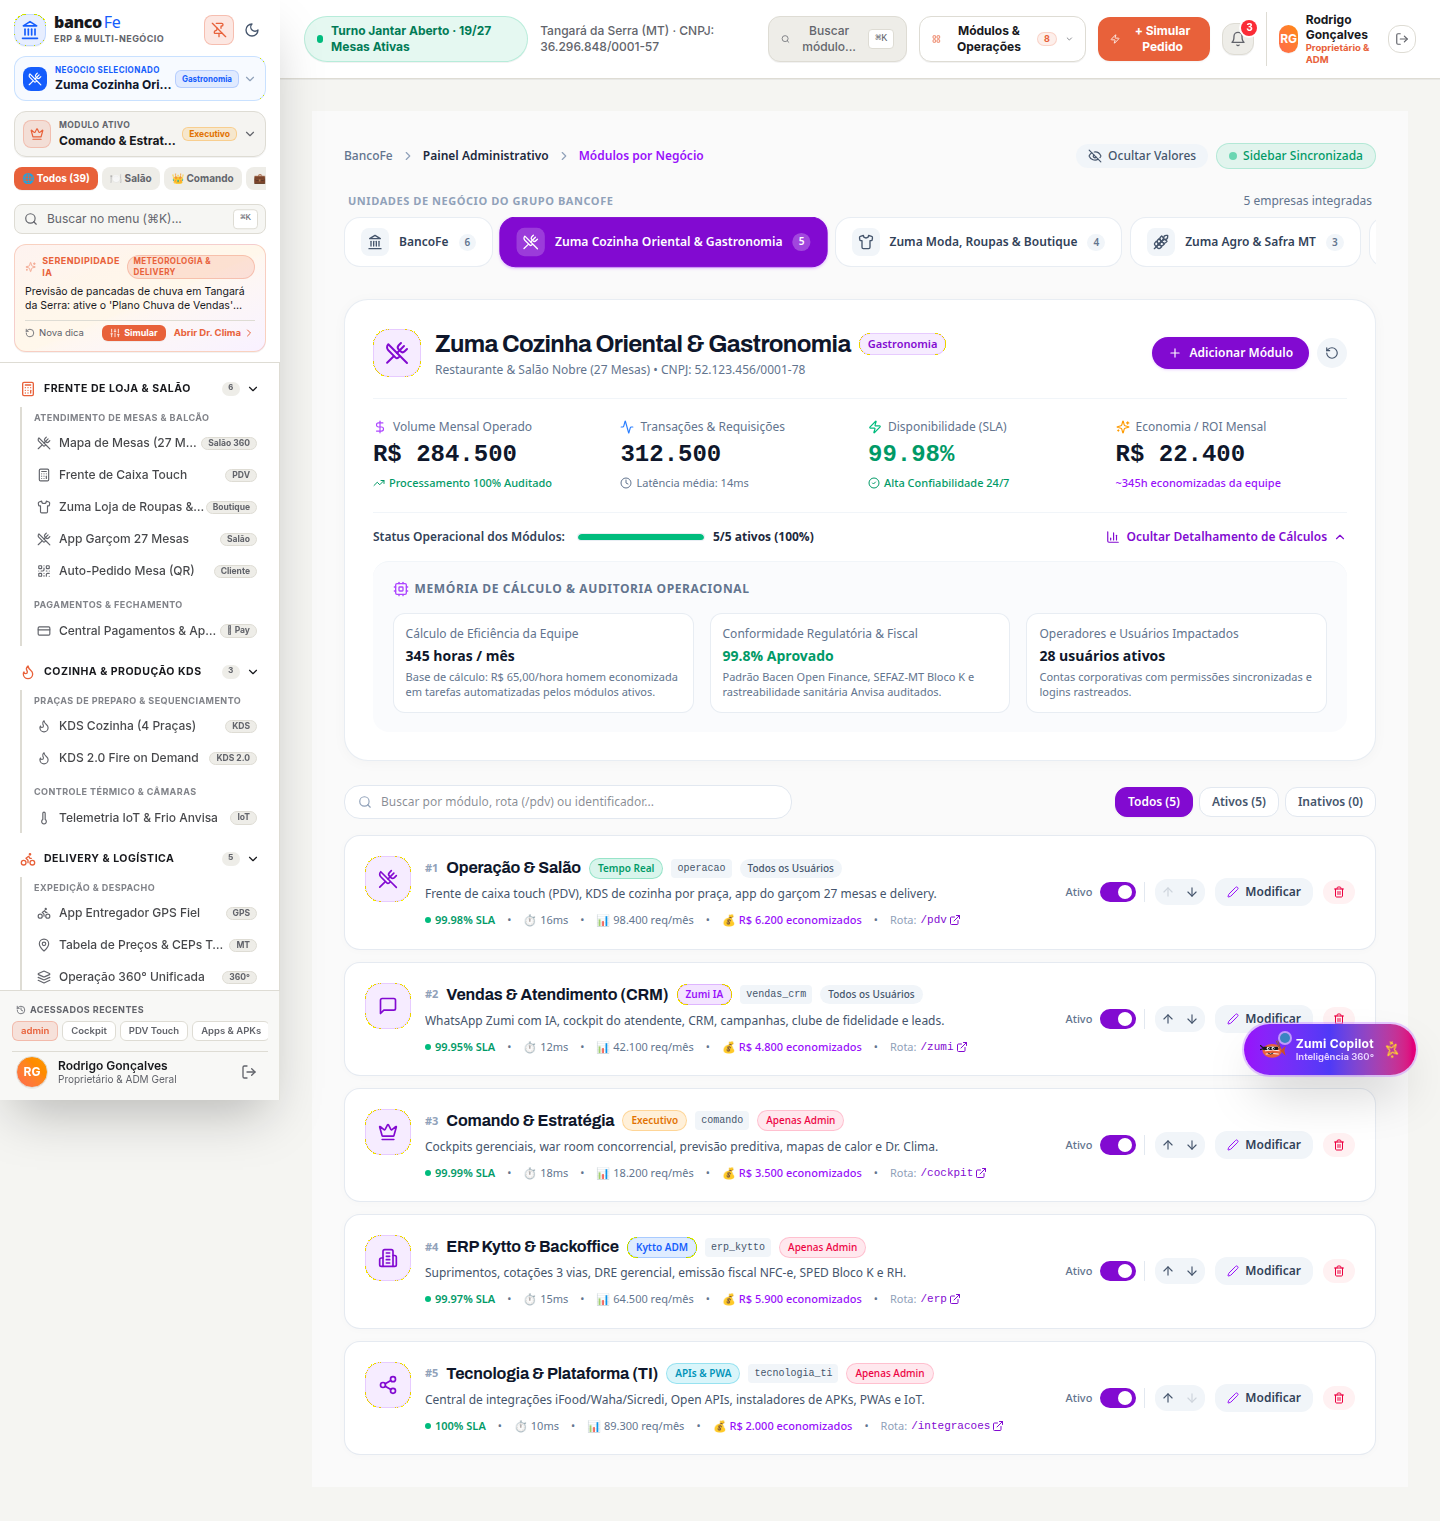 bancoFe
ERP & MULTI-NEGÓCIO
NEGÓCIO SELECIONADO
Zuma Cozinha Ori...
Gastronomia
MÓDULO ATIVO
Comando & Estrat...
Executivo
Todos (39)
Salão
Comando
Buscar no menu (⌘K)...
⌘K
SERENDIPIDADE IA
METEOROLOGIA & DELIVERY
Previsão de pancadas de chuva em Tangará
da Serra: ative o 'Plano Chuva de Vendas'...
Nova dica
Simular
Abrir Dr. Clima
FRENTE DE LOJA & SALÃO
6
ATENDIMENTO DE MESAS & BALCÃO
Mapa de Mesas (27 M...
Salão 360
Frente de Caixa Touch
PDV
Zuma Loja de Roupas &...
Boutique
App Garçom 27 Mesas
Salão
Auto-Pedido Mesa (QR)
Cliente
PAGAMENTOS & FECHAMENTO
Central Pagamentos & Ap...
Pay
COZINHA & PRODUÇÃO KDS
3
PRAÇAS DE PREPARO & SEQUENCIAMENTO
KDS Cozinha (4 Praças)
KDS
KDS 2.0 Fire on Demand
KDS 2.0
CONTROLE TÉRMICO & CÂMARAS
Telemetria IoT & Frio Anvisa
IoT
DELIVERY & LOGÍSTICA
5
EXPEDIÇÃO & DESPACHO
App Entregador GPS Fiel
GPS
Tabela de Preços & CEPs T...
MT
Operação 360° Unificada
360°
ACESSADOS RECENTES
admin
Cockpit
PDV Touch
Apps & APKs
RG
Rodrigo Gonçalves
Proprietário & ADM Geral
Turno Jantar Aberto · 19/27
Mesas Ativas
Tangará da Serra (MT) · CNPJ:
36.296.848/0001-57
Buscar
módulo...
⌘K
Módulos &
Operações
8
+ Simular
Pedido
3
RG
Rodrigo
Gonçalves
Proprietário &
ADM
BancoFe
Painel Administrativo
Módulos por Negócio
Ocultar Valores
Sidebar Sincronizada
UNIDADES DE NEGÓCIO DO GRUPO BANCOFE
5 empresas integradas
BancoFe
6
Zuma Cozinha Oriental & Gastronomia
5
Zuma Moda, Roupas & Boutique
4
Zuma Agro & Safra MT
3
Zuma Cozinha Oriental & Gastronomia
Gastronomia
Restaurante & Salão Nobre (27 Mesas) • CNPJ: 52.123.456/0001-78
Adicionar Módulo
Volume Mensal Operado
R$ 284.500
Processamento 100% Auditado
Transações & Requisições
312.500
Latência média: 14ms
Disponibilidade (SLA)
99.98%
Alta Confiabilidade 24/7
Economia / ROI Mensal
R$ 22.400
~345h economizadas da equipe
Status Operacional dos Módulos:
5/5 ativos (100%)
Ocultar Detalhamento de Cálculos
MEMÓRIA DE CÁLCULO & AUDITORIA OPERACIONAL
Cálculo de Eficiência da Equipe
345 horas / mês
Base de cálculo: R$ 65,00/hora homem economizada
em tarefas automatizadas pelos módulos ativos.
Conformidade Regulatória & Fiscal
99.8% Aprovado
Padrão Bacen Open Finance, SEFAZ-MT Bloco K e
rastreabilidade sanitária Anvisa auditados.
Operadores e Usuários Impactados
28 usuários ativos
Contas corporativas com permissões sincronizadas e
logins rastreados.
Buscar por módulo, rota (/pdv) ou identificador...
Todos (5)
Ativos (5)
Inativos (0)
#1 Operação & Salão
Tempo Real
operacao
Todos os Usuários
Frente de caixa touch (PDV), KDS de cozinha por praça, app do garçom 27 mesas e delivery.
99.98% SLA • 16ms • 98.400 req/mês • R$ 6.200 economizados • Rota: /pdv
Ativo
Modificar
#2 Vendas & Atendimento (CRM)
Zumi IA
vendas_crm
Todos os Usuários
WhatsApp Zumi com IA, cockpit do atendente, CRM, campanhas, clube de fidelidade e leads.
99.95% SLA • 12ms • 42.100 req/mês • R$ 4.800 economizados • Rota: /zumi
Ativo
Modificar
Zumi Copilot
Inteligência 360°
#3 Comando & Estratégia
Executivo
comando
Apenas Admin
Cockpits gerenciais, war room concorrencial, previsão preditiva, mapas de calor e Dr. Clima.
99.99% SLA • 18ms • 18.200 req/mês • R$ 3.500 economizados • Rota: /cockpit
Ativo
Modificar
#4 ERP Kytto & Backoffice
Kytto ADM
erp_kytto
Apenas Admin
Suprimentos, cotações 3 vias, DRE gerencial, emissão fiscal NFC-e, SPED Bloco K e RH.
99.97% SLA • 15ms • 64.500 req/mês • R$ 5.900 economizados • Rota: /erp
Ativo
Modificar
#5 Tecnologia & Plataforma (TI)
APIs & PWA
tecnologia_ti
Apenas Admin
Central de integrações iFood/Waha/Sicredi, Open APIs, instaladores de APKs, PWAs e IoT.
100% SLA • 10ms • 89.300 req/mês • R$ 2.000 economizados • Rota: /integracoes
Ativo
Modificar